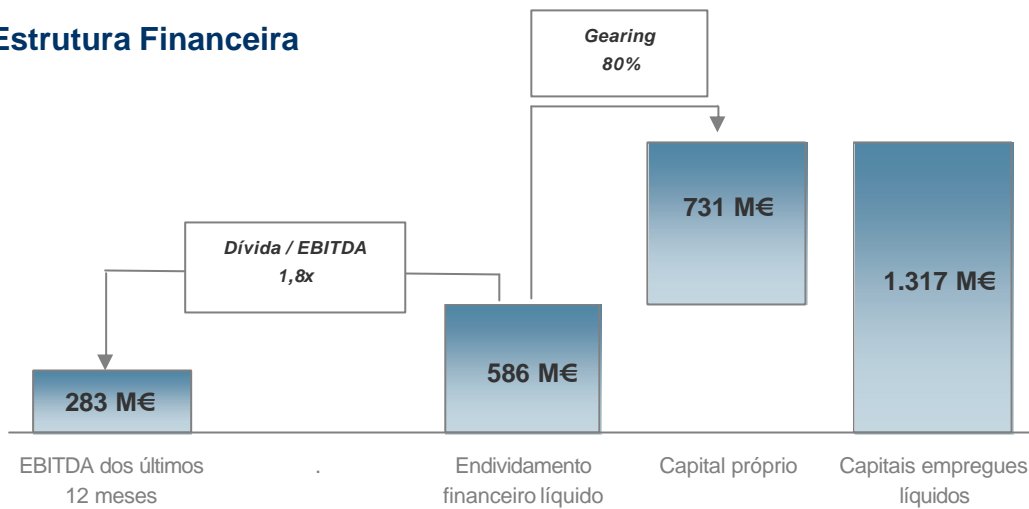 Estrutura Financeira
Gearing
80%
731 M€
Dívida / EBITDA
1,8x
1.317 M€
586 M€
283 M€
EBITDA dos últimos
12 meses
.
Endividamento
financeiro líquido
Capital próprio
Capitais empregues
líquidos